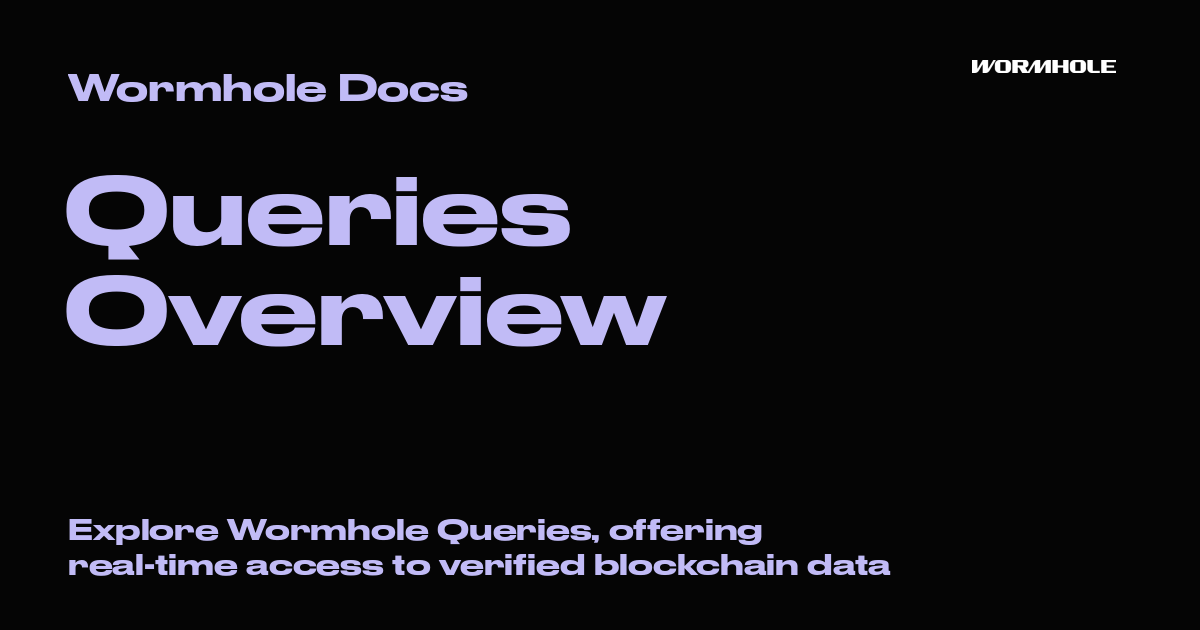 Wormhole Docs
WORMHOLE
Queries
Overview
Explore Wormhole Queries, offering
real-time access to verified blockchain data